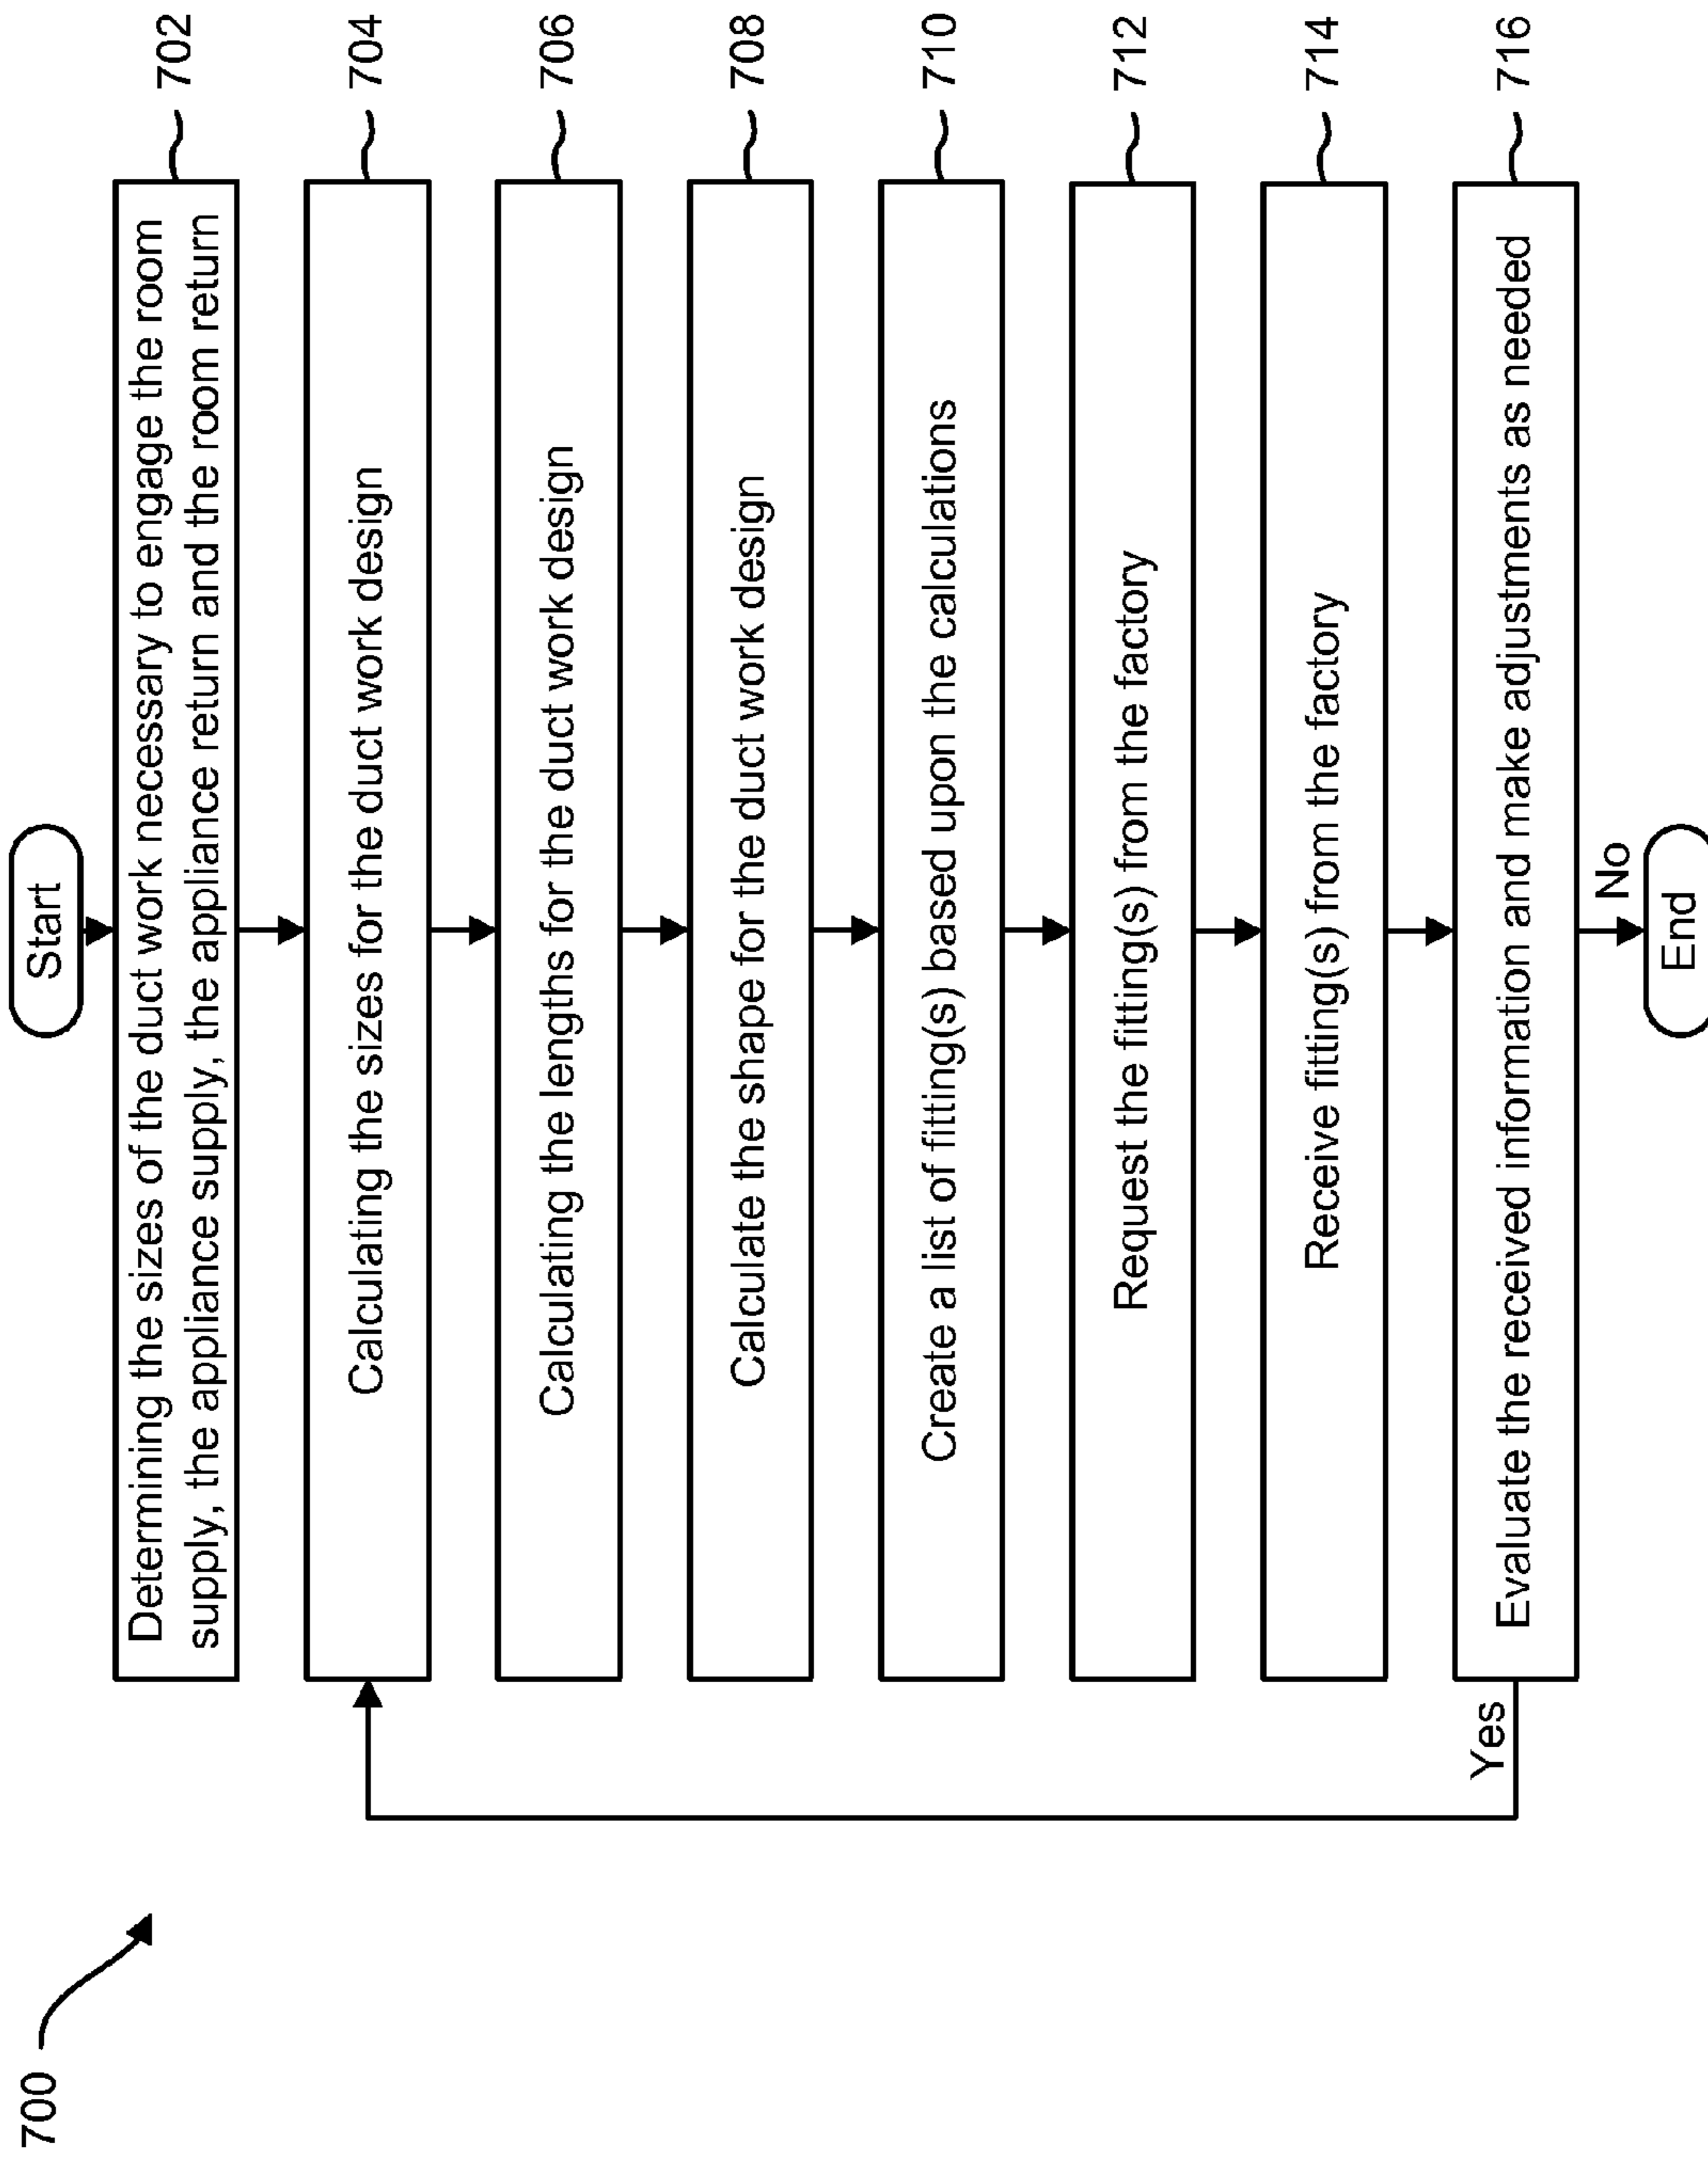 700
Start
Determining the sizes of the duct work necessary to engage the room
supply, the appliance supply, the appliance return and the room return
702
Calculating the sizes for the duct work design
704
Calculating the lengths for the duct work design
706
Calculate the shape for the duct work design
708
Create a list of fitting(s) based upon the calculations
710
Request the fitting(s) from the factory
712
Receive fitting(s) from the factory
714
Evaluate the received information and make adjustments as needed
716
Yes
No
End